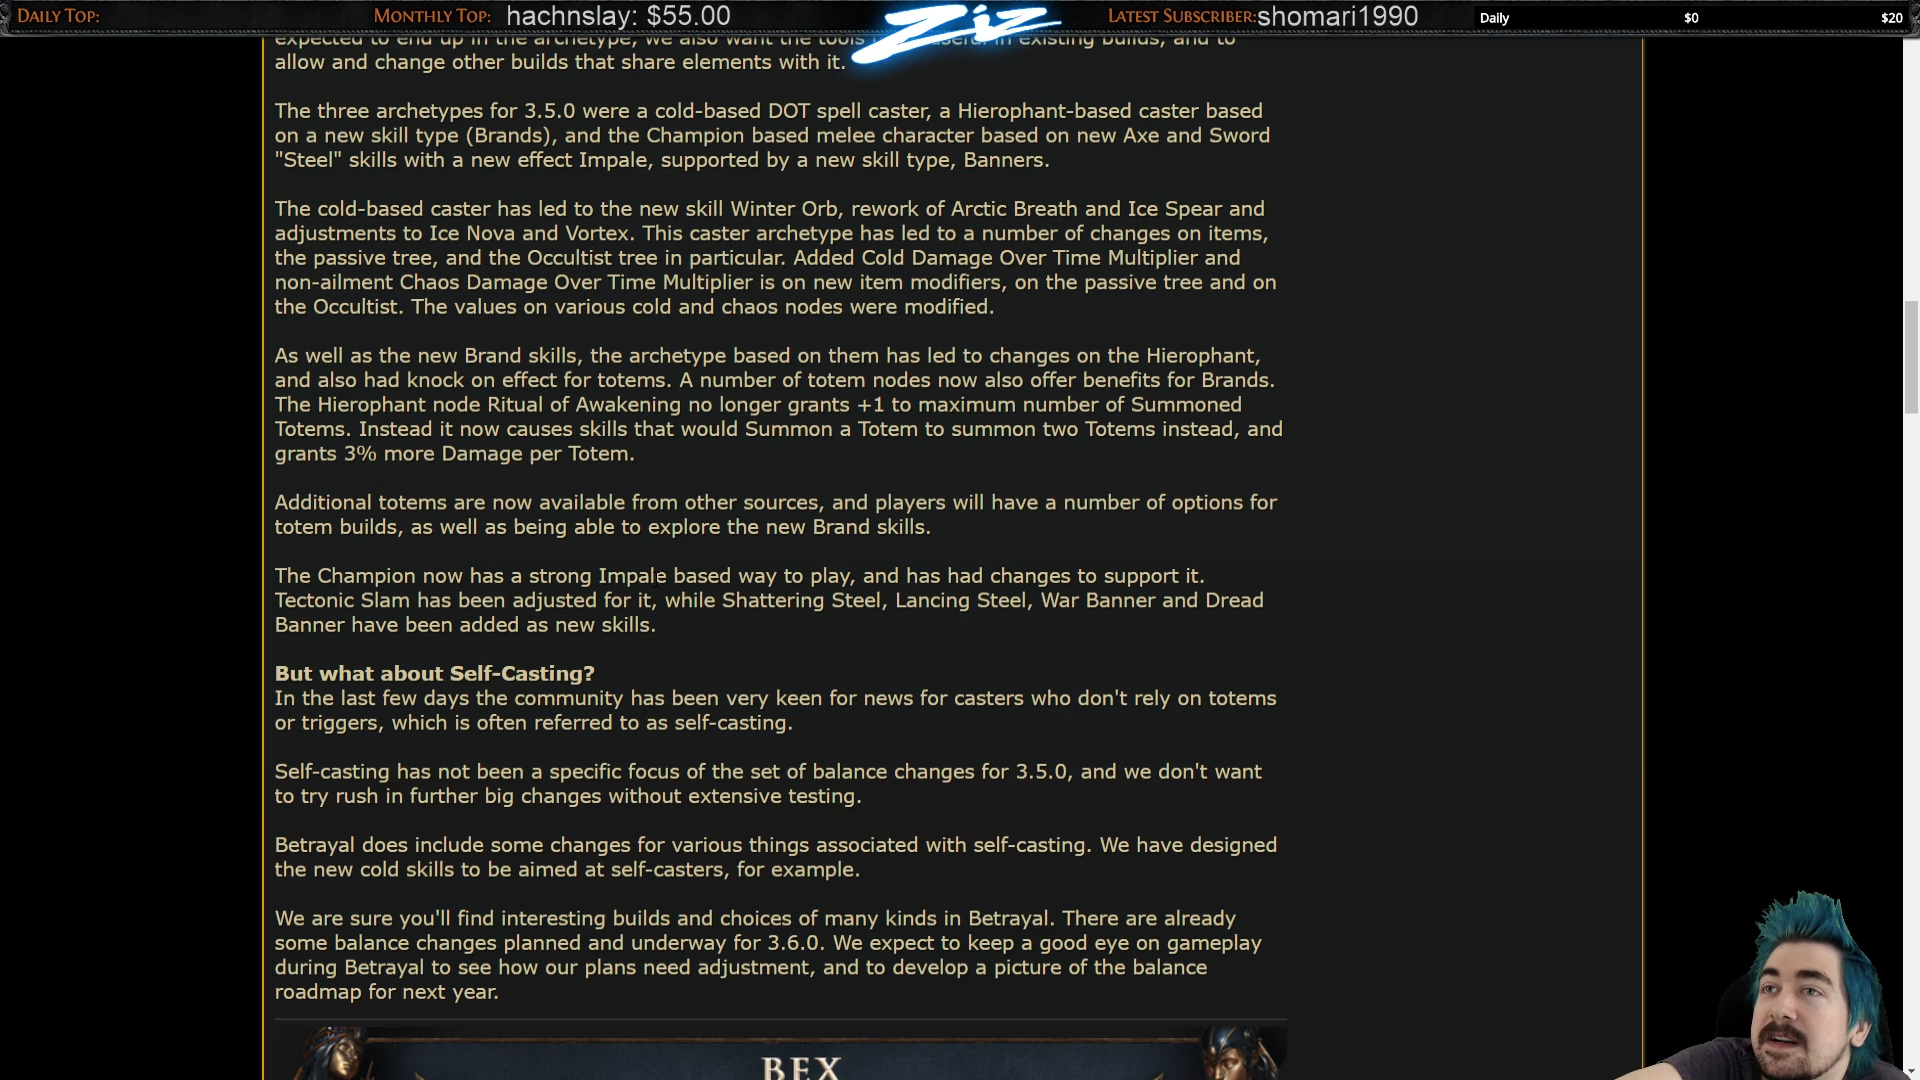 DAILY TOP:
MONTHLY TOP: hachnslay: $55.00
Ziz
LATEST SUBSCRIBER: shomari1990
Daily $0 $20
expected to end up in the archetype, we also want the tools in existing builds, and to
allow and change other builds that share elements with it.
The three archetypes for 3.5.0 were a cold-based DOT spell caster, a Hierophant-based caster based
on a new skill type (Brands), and the Champion based melee character based on new Axe and Sword
"Steel" skills with a new effect Impale, supported by a new skill type, Banners.
The cold-based caster has led to the new skill Winter Orb, rework of Arctic Breath and Ice Spear and
adjustments to Ice Nova and Vortex. This caster archetype has led to a number of changes on items,
the passive tree, and the Occultist tree in particular. Added Cold Damage Over Time Multiplier and
non-ailment Chaos Damage Over Time Multiplier is on new item modifiers, on the passive tree and on
the Occultist. The values on various cold and chaos nodes were modified.
As well as the new Brand skills, the archetype based on them has led to changes on the Hierophant,
and also had knock on effect for totems. A number of totem nodes now also offer benefits for Brands.
The Hierophant node Ritual of Awakening no longer grants +1 to maximum number of Summoned
Totems. Instead it now causes skills that would Summon a Totem to summon two Totems instead, and
grants 3% more Damage per Totem.
Additional totems are now available from other sources, and players will have a number of options for
totem builds, as well as being able to explore the new Brand skills.
The Champion now has a strong Impale based way to play, and has had changes to support it.
Tectonic Slam has been adjusted for it, while Shattering Steel, Lancing Steel, War Banner and Dread
Banner have been added as new skills.
But what about Self-Casting?
In the last few days the community has been very keen for news for casters who don't rely on totems
or triggers, which is often referred to as self-casting.
Self-casting has not been a specific focus of the set of balance changes for 3.5.0, and we don't want
to try rush in further big changes without extensive testing.
Betrayal does include some changes for various things associated with self-casting. We have designed
the new cold skills to be aimed at self-casters, for example.
We are sure you'll find interesting builds and choices of many kinds in Betrayal. There are already
some balance changes planned and underway for 3.6.0. We expect to keep a good eye on gameplay
during Betrayal to see how our plans need adjustment, and to develop a picture of the balance
roadmap for next year.
BEX